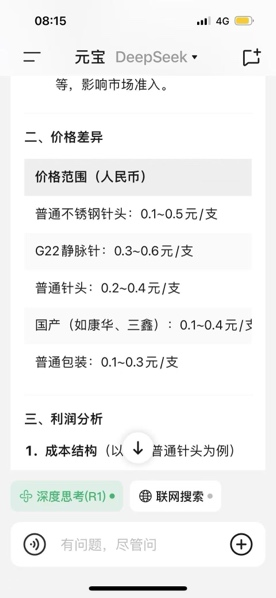 08:15
4G
元宝 DeepSeek
等，影响市场准入。
二、价格差异
价格范围（人民币）
普通不锈钢针头：0.1~0.5元/支
G22静脉针：0.3~0.6元/支
普通针头：0.2~0.4元/支
国产（如康华、三鑫）：0.1~0.4元/支
普通包装：0.1~0.3元/支
三、利润分析
1. 成本结构（以 普通针头为例）
深度思考(R1)
联网搜索
有问题，尽管问